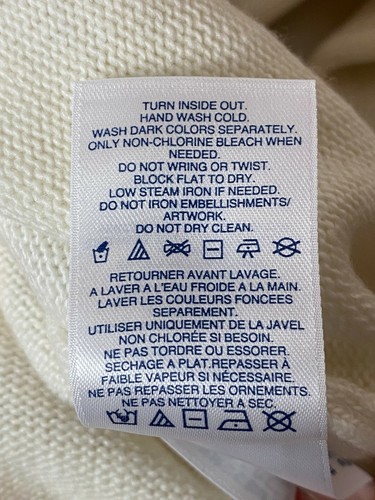 TURN INSIDE OUT.
HAND WASH COLD.
WASH DARK COLORS SEPARATELY.
ONLY NON-CHLORINE BLEACH WHEN
NEEDED.
DO NOT WRING OR TWIST.
BLOCK FLAT TO DRY.
LOW STEAM IRON IF NEEDED.
DO NOT IRON EMBELLISHMENTS/
ARTWORK.
DO NOT DRY CLEAN.
RETOURNER AVANT LAVAGE.
A LAVER A L'EAU FROIDE A LA MAIN.
LAVER LES COULEURS FONCEES
SEPAREMENT.
UTILISER UNIQUEMENT DE LA JAVEL
NON CHLORÉE SI BESOIN.
NE PAS TORDRE OU ESSORER.
SECHAGE A PLAT.REPASSER À
FAIBLE VAPEUR SI NÉCESSAIRE.
NE PAS REPASSER LES ORNEMENTS.
NE PAS NETTOYER A SEC.